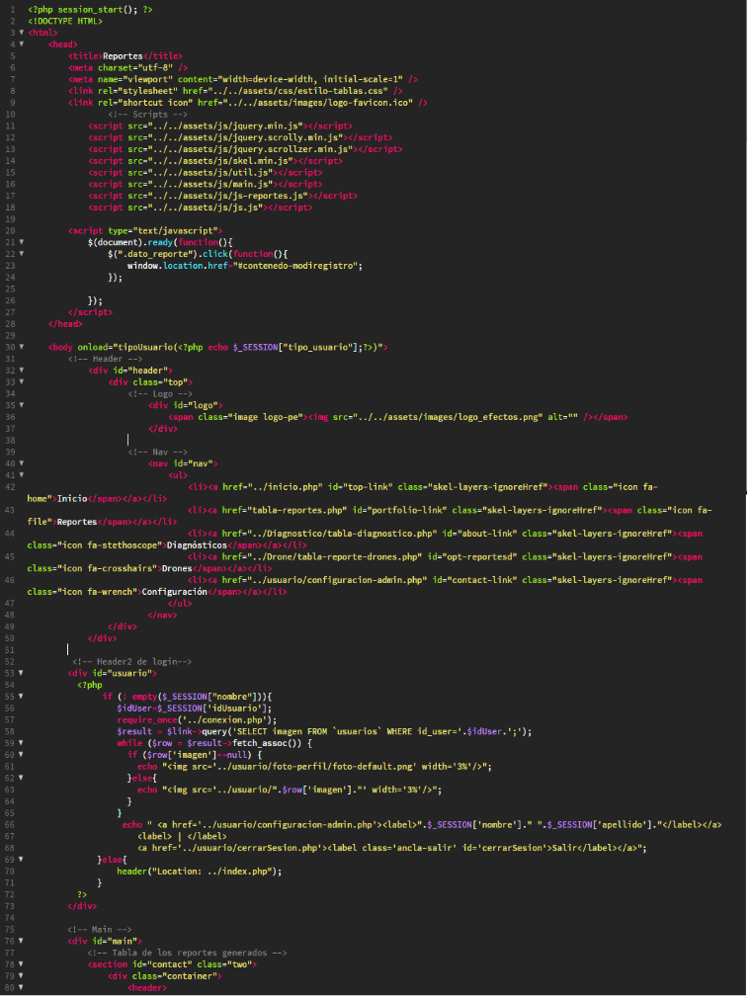 1 <?php session_start(); ?>
2 <!DOCTYPE HTML>
3 <html>
4 <head>
5 <title>Reportes</title>
6 <meta charset="utf-8" />
7 <meta name="viewport" content="width=device-width, initial-scale=1" />
8 <link rel="stylesheet" href="../../assets/css/estilo-tablas.css" />
9 <link rel="shortcut icon" href="../../assets/images/logo-favicon.ico" />
10 <!-- Scripts -->
11 <script src="../../assets/js/jquery.min.js"></script>
12 <script src="../../assets/js/jquery.scrolly.min.js"></script>
13 <script src="../../assets/js/jquery.scrollzer.min.js"></script>
14 <script src="../../assets/js/skel.min.js"></script>
15 <script src="../../assets/js/util.js"></script>
16 <script src="../../assets/js/main.js"></script>
17 <script src="../../assets/js/js-reportes.js"></script>
18 <script src="../../assets/js/js.js"></script>
19
20 <script type="text/javascript">
21 $(document).ready(function(){
22 $(".dato_reporte").click(function(){
23 window.location.href="#contenedo-modiregistro";
24 });
25
26 });
27 </script>
28 </head>
29
30 <body onload="tipoUsuario(<?php echo $_SESSION["tipo_usuario"];?>)">
31 <!-- Header -->
32 <div id="header">
33 <div class="top">
34 <!-- Logo -->
35 <div id="logo">
36 <span class="image logo-pe"><img src="../../assets/images/logo_efectos.png" alt="" /></span>
37 </div>
38
39 <!-- Nav -->
40 <nav id="nav">
41 <ul>
42 <li><a href="../inicio.php" id="top-link" class="skel-layers-ignoreHref"><span class="icon fa-
home">Inicio</span></a></li>
43 <li><a href="tabla-reportes.php" id="portfolio-link" class="skel-layers-ignoreHref"><span class="icon fa-
file">Reportes</span></a></li>
44 <li><a href="../Diagnostico/tabla-diagnostico.php" id="about-link" class="skel-layers-ignoreHref"><span
class="icon fa-stethoscope">Diagnósticos</span></a></li>
45 <li><a href="../Drone/tabla-reporte-drones.php" id="opt-reportesd" class="skel-layers-ignoreHref"><span
class="icon fa-crosshairs">Drones</span></a></li>
46 <li><a href="../usuario/configuracion-admin.php" id="contact-link" class="skel-layers-ignoreHref"><span
class="icon fa-wrench">Configuración</span></a></li>
47 </ul>
48 </nav>
49 </div>
50 </div>
51
52 <!-- Header2 de login-->
53 <div id="usuario">
54 <?php
55 if (! empty($_SESSION["nombre"])){
56 $idUser=$_SESSION['idUsuario'];
57 require_once('../conexion.php');
58 $result = $link->query('SELECT imagen FROM `usuarios` WHERE id_user='.$idUser.';');
59 while ($row = $result->fetch_assoc()) {
60 if ($row['imagen']==null) {
61 echo "<img src='../usuario/foto-perfil/foto-default.png' width='3%'/>";
62 }else{
63 echo "<img src='../usuario/".$row['imagen']."' width='3%'/>";
64 }
65 }
66 echo " <a href='../usuario/configuracion-admin.php'><label>".$_SESSION['nombre']." ".$_SESSION['apellido']."</label></a>
67 <label> | </label>
68 <a href='../usuario/cerrarSesion.php'><label class='ancla-salir' id='cerrarSesion'>Salir</label></a>";
69 }else{
70 header("Location: ../index.php");
71 }
72 ?>
73 </div>
74
75 <!-- Main -->
76 <div id="main">
77 <!-- Tabla de los reportes generados -->
78 <section id="contact" class="two">
79 <div class="container">
80 <header>